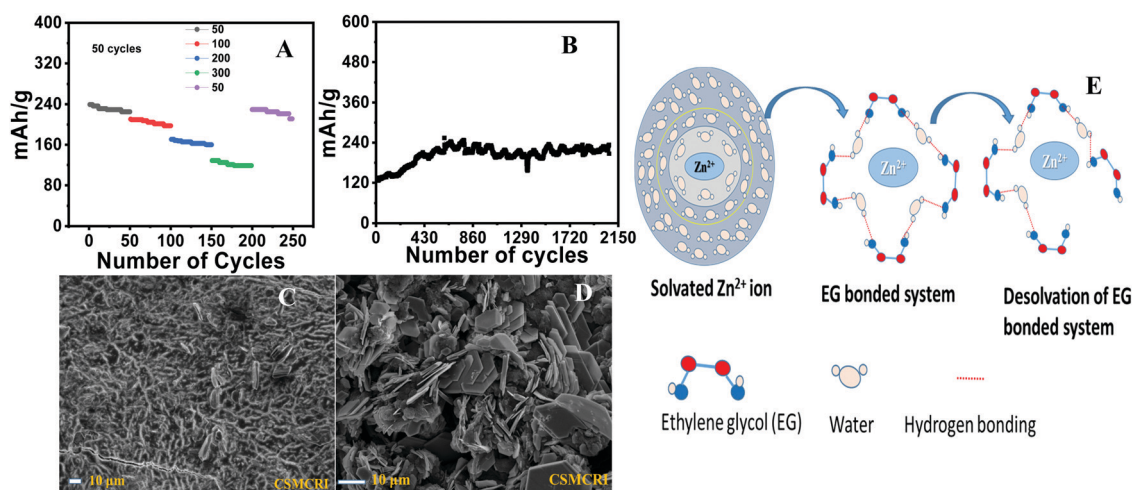 A
50 cycles
50
100
200
300
50
400
320
240
160
80
0
mAh/g
0 50 100 150 200 250
Number of Cycles
B
600
480
360
240
120
0
mAh/g
0 430 860 1290 1720 2150
Number of cycles
C
10 μm
CSMCRI
D
10 μm
CSMCRI
E
Zn²⁺
Zn²⁺
Zn²⁺
Solvated Zn²⁺ ion
EG bonded system
Desolvation of EG
bonded system
Ethylene glycol (EG)
Water
Hydrogen bonding